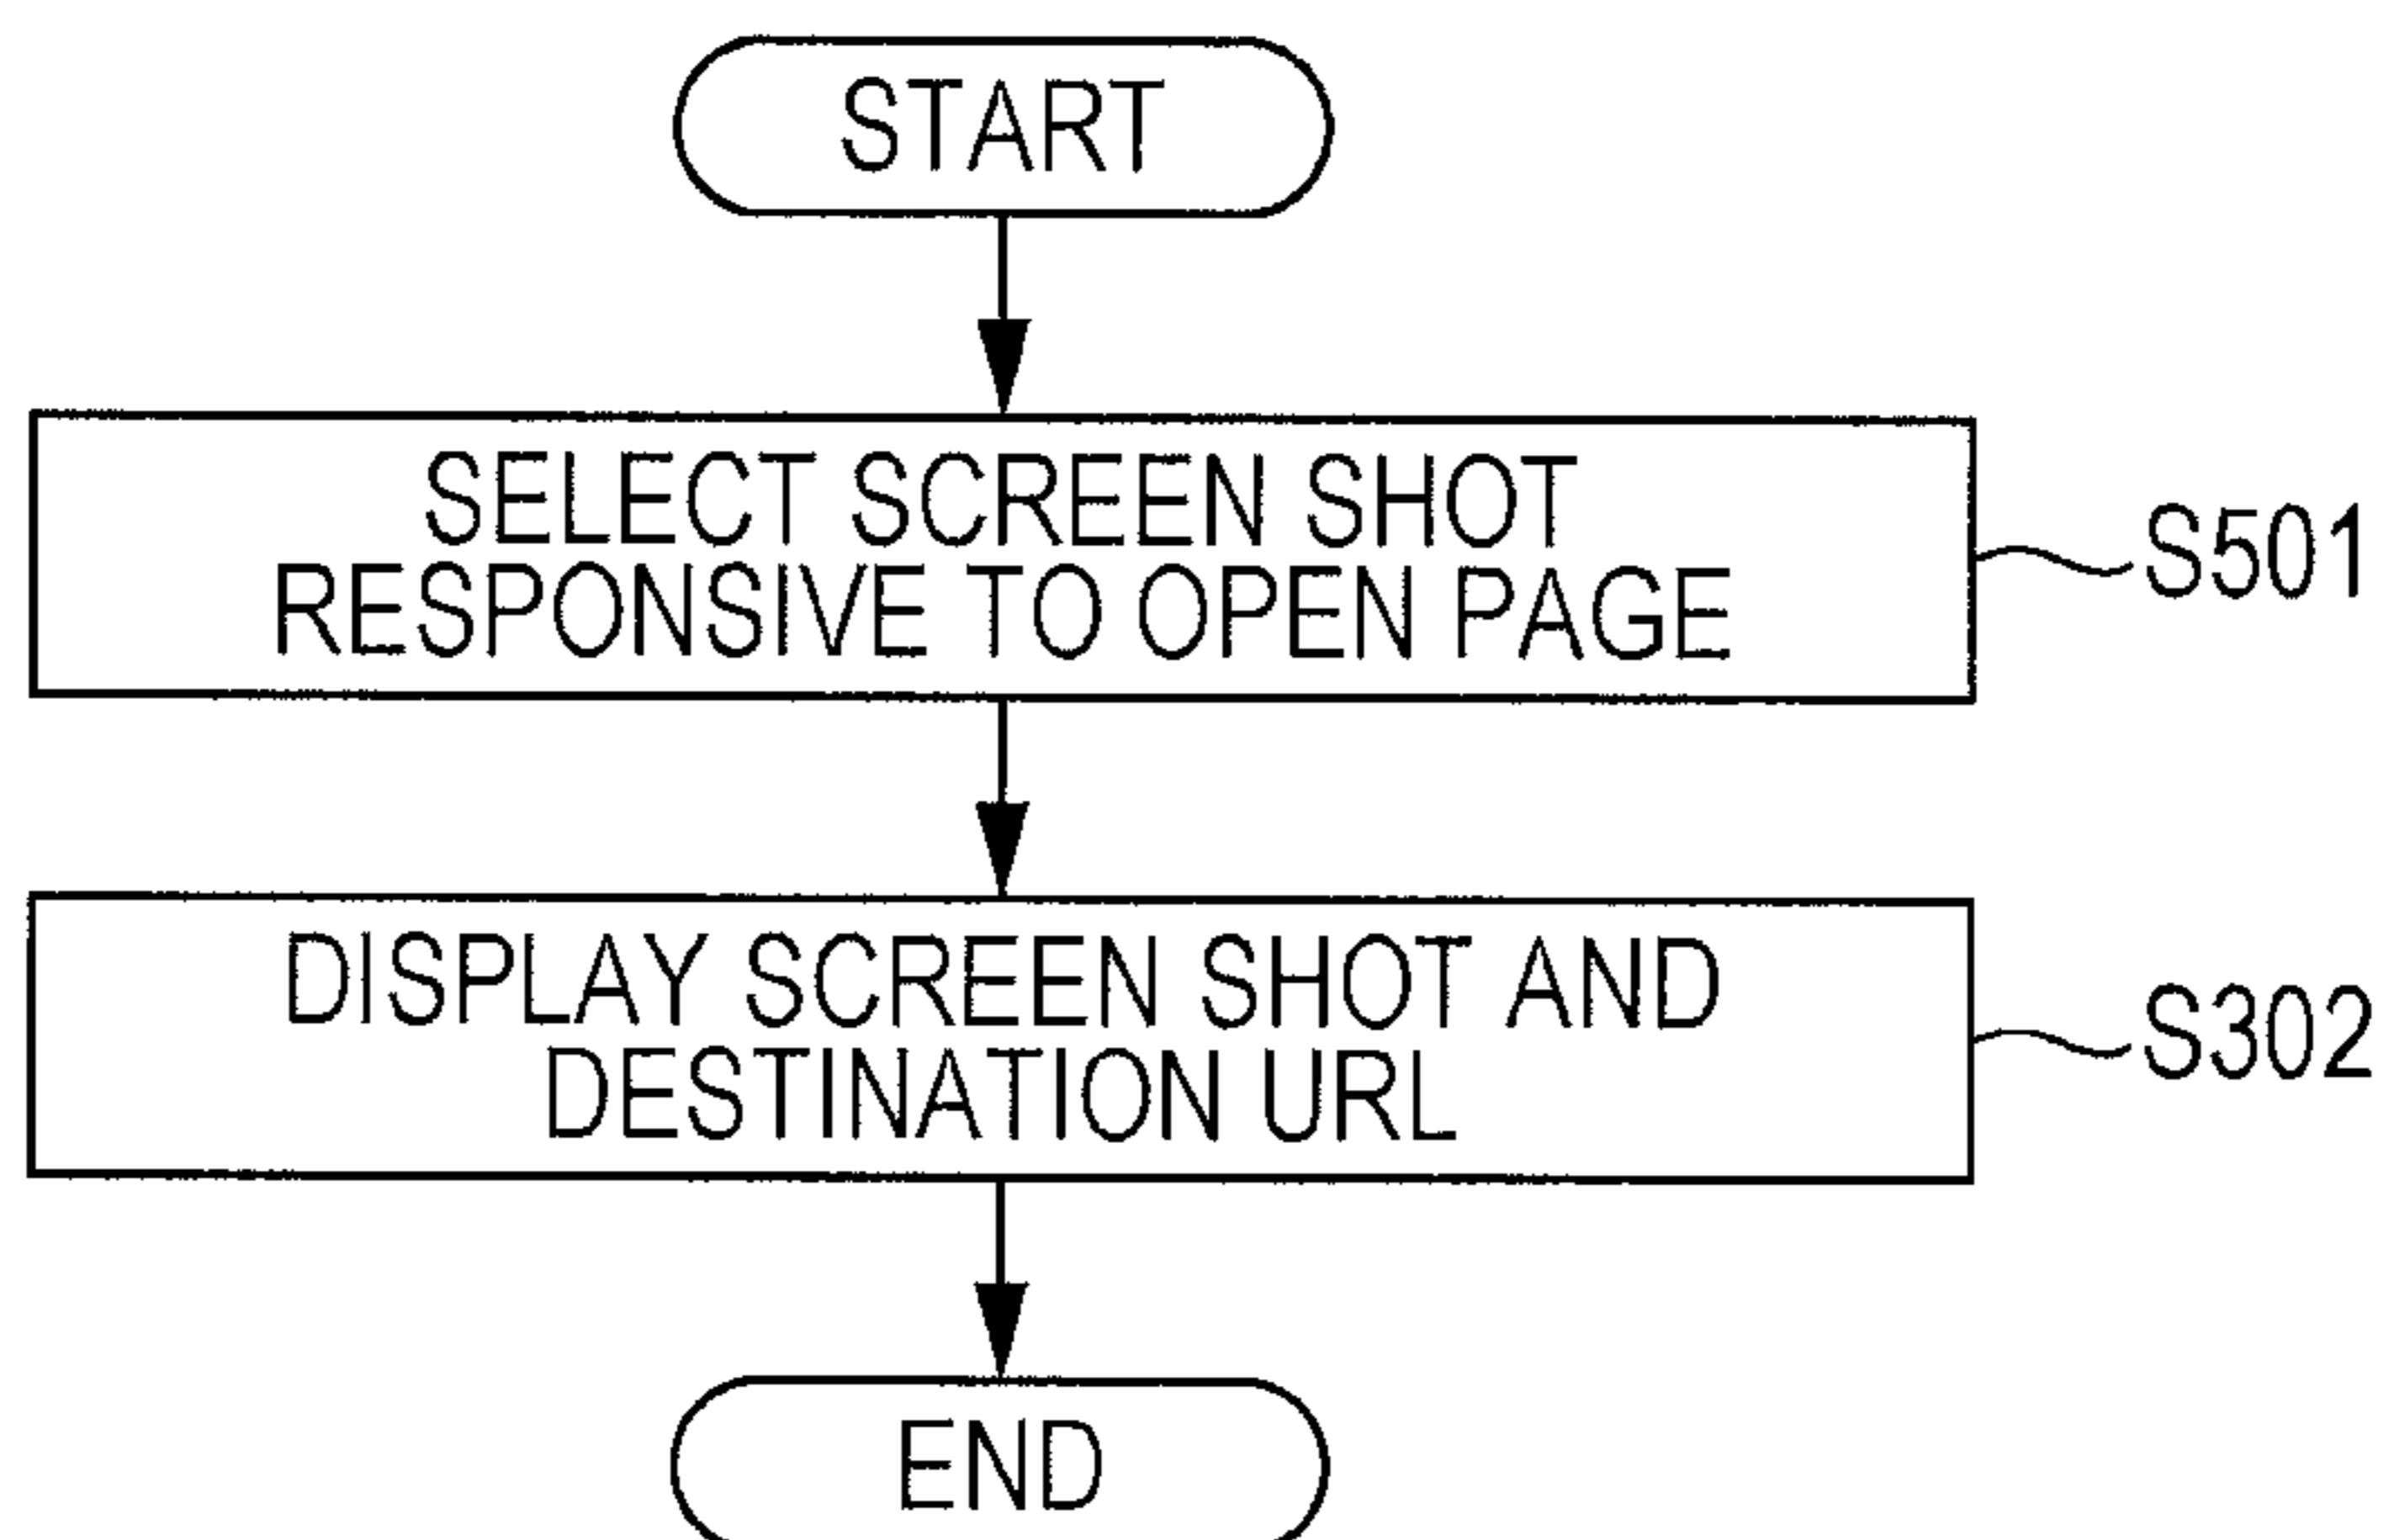 START
SELECT SCREEN SHOT
RESPONSIVE TO OPEN PAGE
S501
DISPLAY SCREEN SHOT AND
DESTINATION URL
S302
END